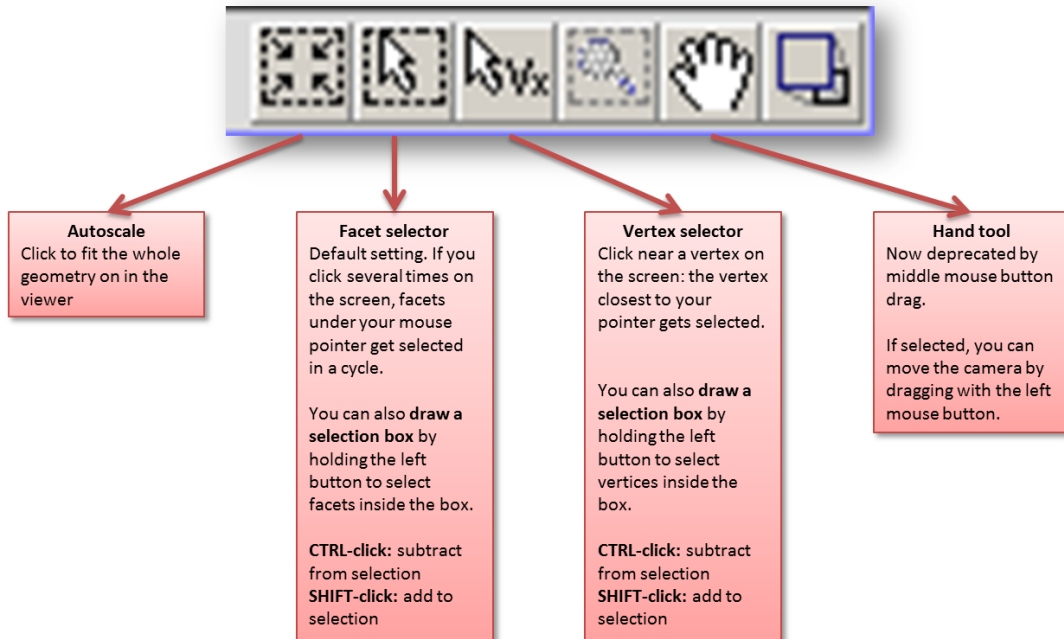 Vx
Autoscale
Click to fit the whole
geometry on in the
viewer
Facet selector
Default setting. If you
click several times on
the screen, facets
under your mouse
pointer get selected
in a cycle.
You can also draw a
selection box by
holding the left
button to select
facets inside the box.
CTRL-click: subtract
from selection
SHIFT-click: add to
selection
Vertex selector
Click near a vertex on
the screen: the vertex
closest to your
pointer gets selected.
You can also draw a
selection box by
holding the left
button to select
vertices inside the
box.
CTRL-click: subtract
from selection
SHIFT-click: add to
selection
Hand tool
Now deprecated by
middle mouse button
drag.
If selected, you can
move the camera by
dragging with the left
mouse button.